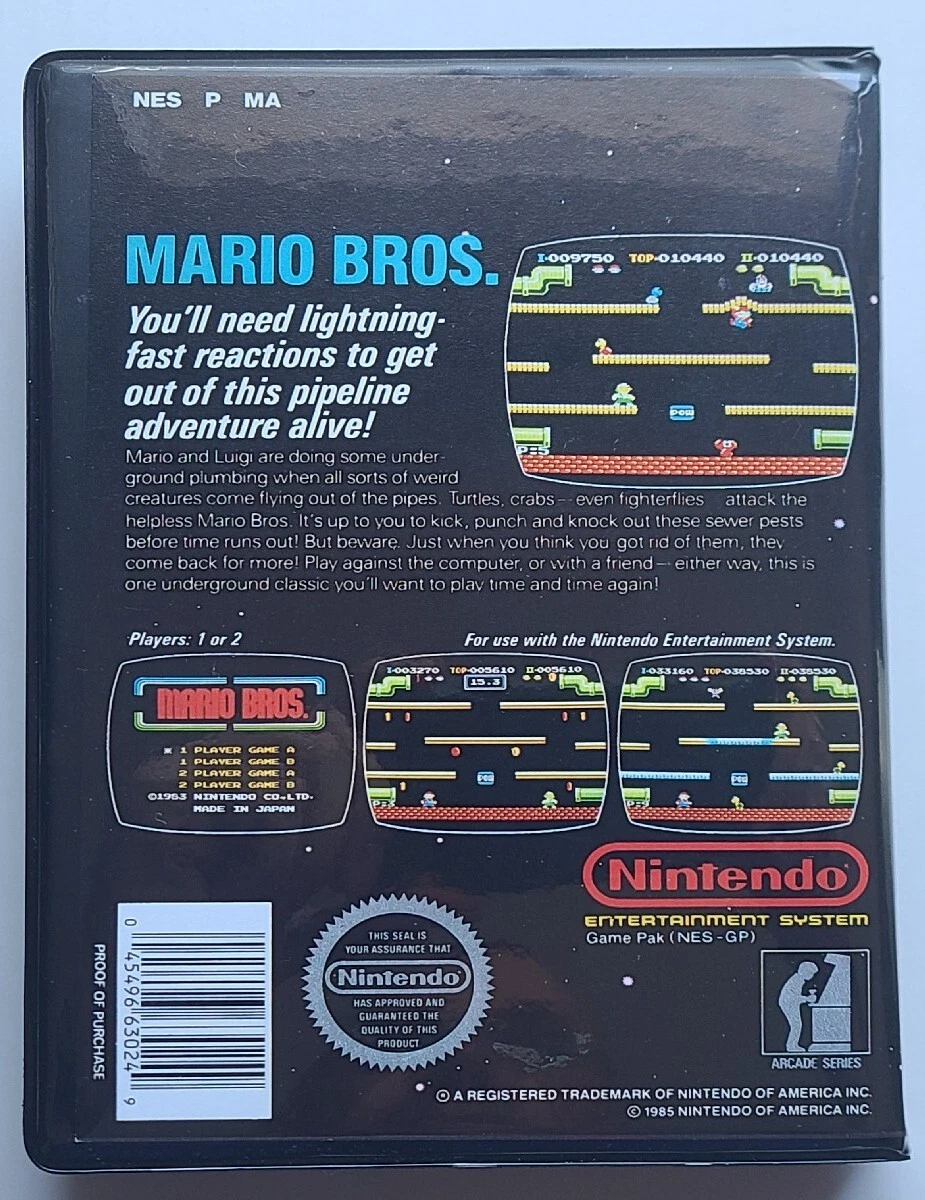 NES P MA
MARIO BROS.
You'll need lightning-
fast reactions to get
out of this pipeline
adventure alive!
I-009750 TOP-010440 II-010440
POW
P=5
Mario and Luigi are doing some under-
ground plumbing when all sorts of weird
creatures come flying out of the pipes. Turtles, crabs — even fighterflies attack the
helpless Mario Bros. It's up to you to kick, punch and knock out these sewer pests
before time runs out! But beware. Just when you think you got rid of them, they
come back for more! Play against the computer, or with a friend — either way, this is
one underground classic you'll want to play time and time again!
Players: 1 or 2
For use with the Nintendo Entertainment System.
MARIO BROS.
1 PLAYER GAME A
1 PLAYER GAME B
2 PLAYER GAME A
2 PLAYER GAME B
©1983 NINTENDO CO.,LTD.
MADE IN JAPAN
I-003270 TOP-005610 II-005610
15.3
POW
I-033160 TOP-038530 II-038530
POW
Nintendo
ENTERTAINMENT SYSTEM
Game Pak (NES-GP)
PROOF OF PURCHASE
0 45496 63024 9
THIS SEAL IS
YOUR ASSURANCE THAT
Nintendo
HAS APPROVED AND
GUARANTEED THE
QUALITY OF THIS
PRODUCT
ARCADE SERIES
® A REGISTERED TRADEMARK OF NINTENDO OF AMERICA INC.
© 1985 NINTENDO OF AMERICA INC.